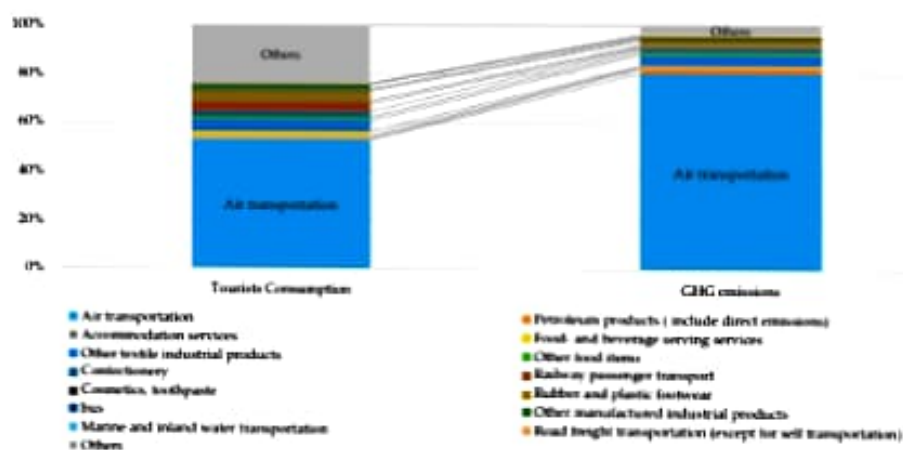 100%
80%
60%
40%
20%
0%
Others
Air transportation
Others
Air transportation
Tourists Consumption
GHG emissions
Air transportation
Accommodation services
Other textile industrial products
Confectionery
Cosmetics, toothpaste
bus
Marine and inland water transportation
Others
Petroleum products ( include direct emissions)
Food- and beverage serving services
Other food items
Railway passenger transport
Rubber and plastic footwear
Other manufactured industrial products
Road freight transportation (except for self transportation)